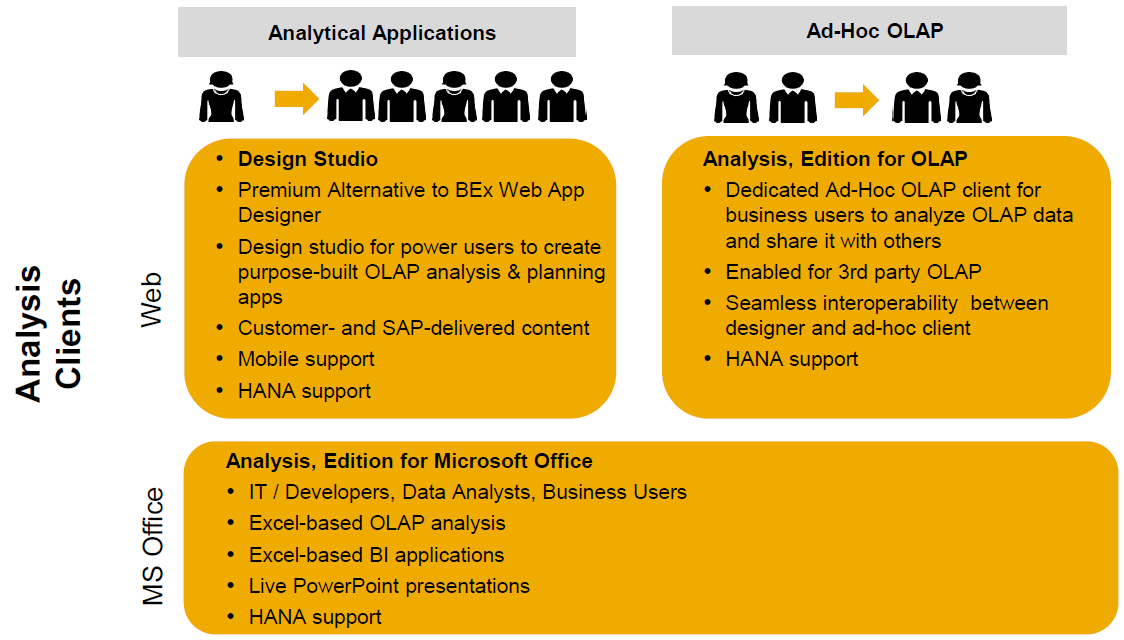 Analytical Applications
Ad-Hoc OLAP
Analysis
Clients
Web
• Design Studio
• Premium Alternative to BEx Web App
Designer
• Design studio for power users to create
purpose-built OLAP analysis & planning
apps
• Customer- and SAP-delivered content
• Mobile support
• HANA support
Analysis, Edition for OLAP
• Dedicated Ad-Hoc OLAP client for
business users to analyze OLAP data
and share it with others
• Enabled for 3rd party OLAP
• Seamless interoperability between
designer and ad-hoc client
• HANA support
MS Office
Analysis, Edition for Microsoft Office
• IT / Developers, Data Analysts, Business Users
• Excel-based OLAP analysis
• Excel-based BI applications
• Live PowerPoint presentations
• HANA support